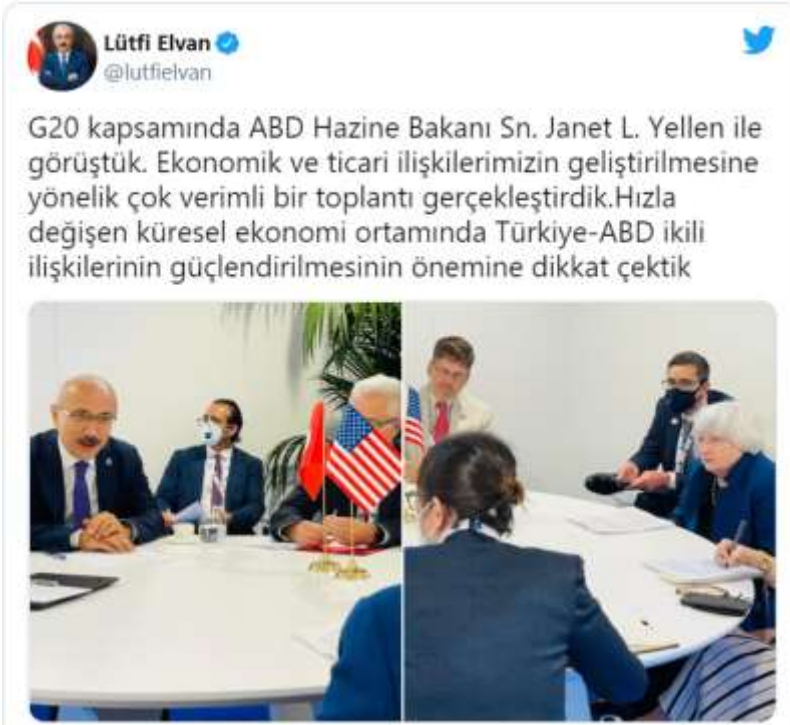 Lütfi Elvan
@lutfielvan
G20 kapsamında ABD Hazine Bakanı Sn. Janet L. Yellen ile
görüştük. Ekonomik ve ticari ilişkilerimizin geliştirilmesine
yönelik çok verimli bir toplantı gerçekleştirdik.Hızla
değişen küresel ekonomi ortamında Türkiye-ABD ikili
ilişkilerinin güçlendirilmesinin önemine dikkat çektik